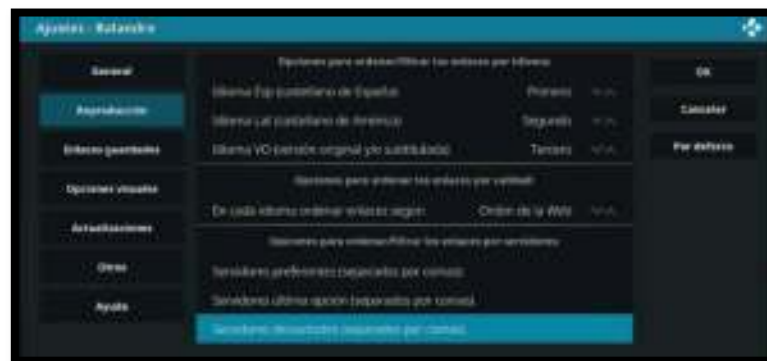 Ajustes - Balandro
General
Reproducción
Enlaces guardados
Opciones visuales
Actualizaciones
Otros
Ayuda
Opciones para ordenar/filtrar los enlaces por idioma
Idioma Esp (castellano de España) Primero
Idioma Lat (castellano de América) Segundo
Idioma VO (versión original y/o subtitulada) Tercero
Opciones para ordenar los enlaces por calidad
En cada idioma ordenar enlaces según Orden de la Web
Opciones para ordenar/filtrar los enlaces por servidores
Servidores preferentes (separados por comas)
Servidores última opción (separados por comas)
Servidores descartados (separados por comas)
OK
Cancelar
Por defecto